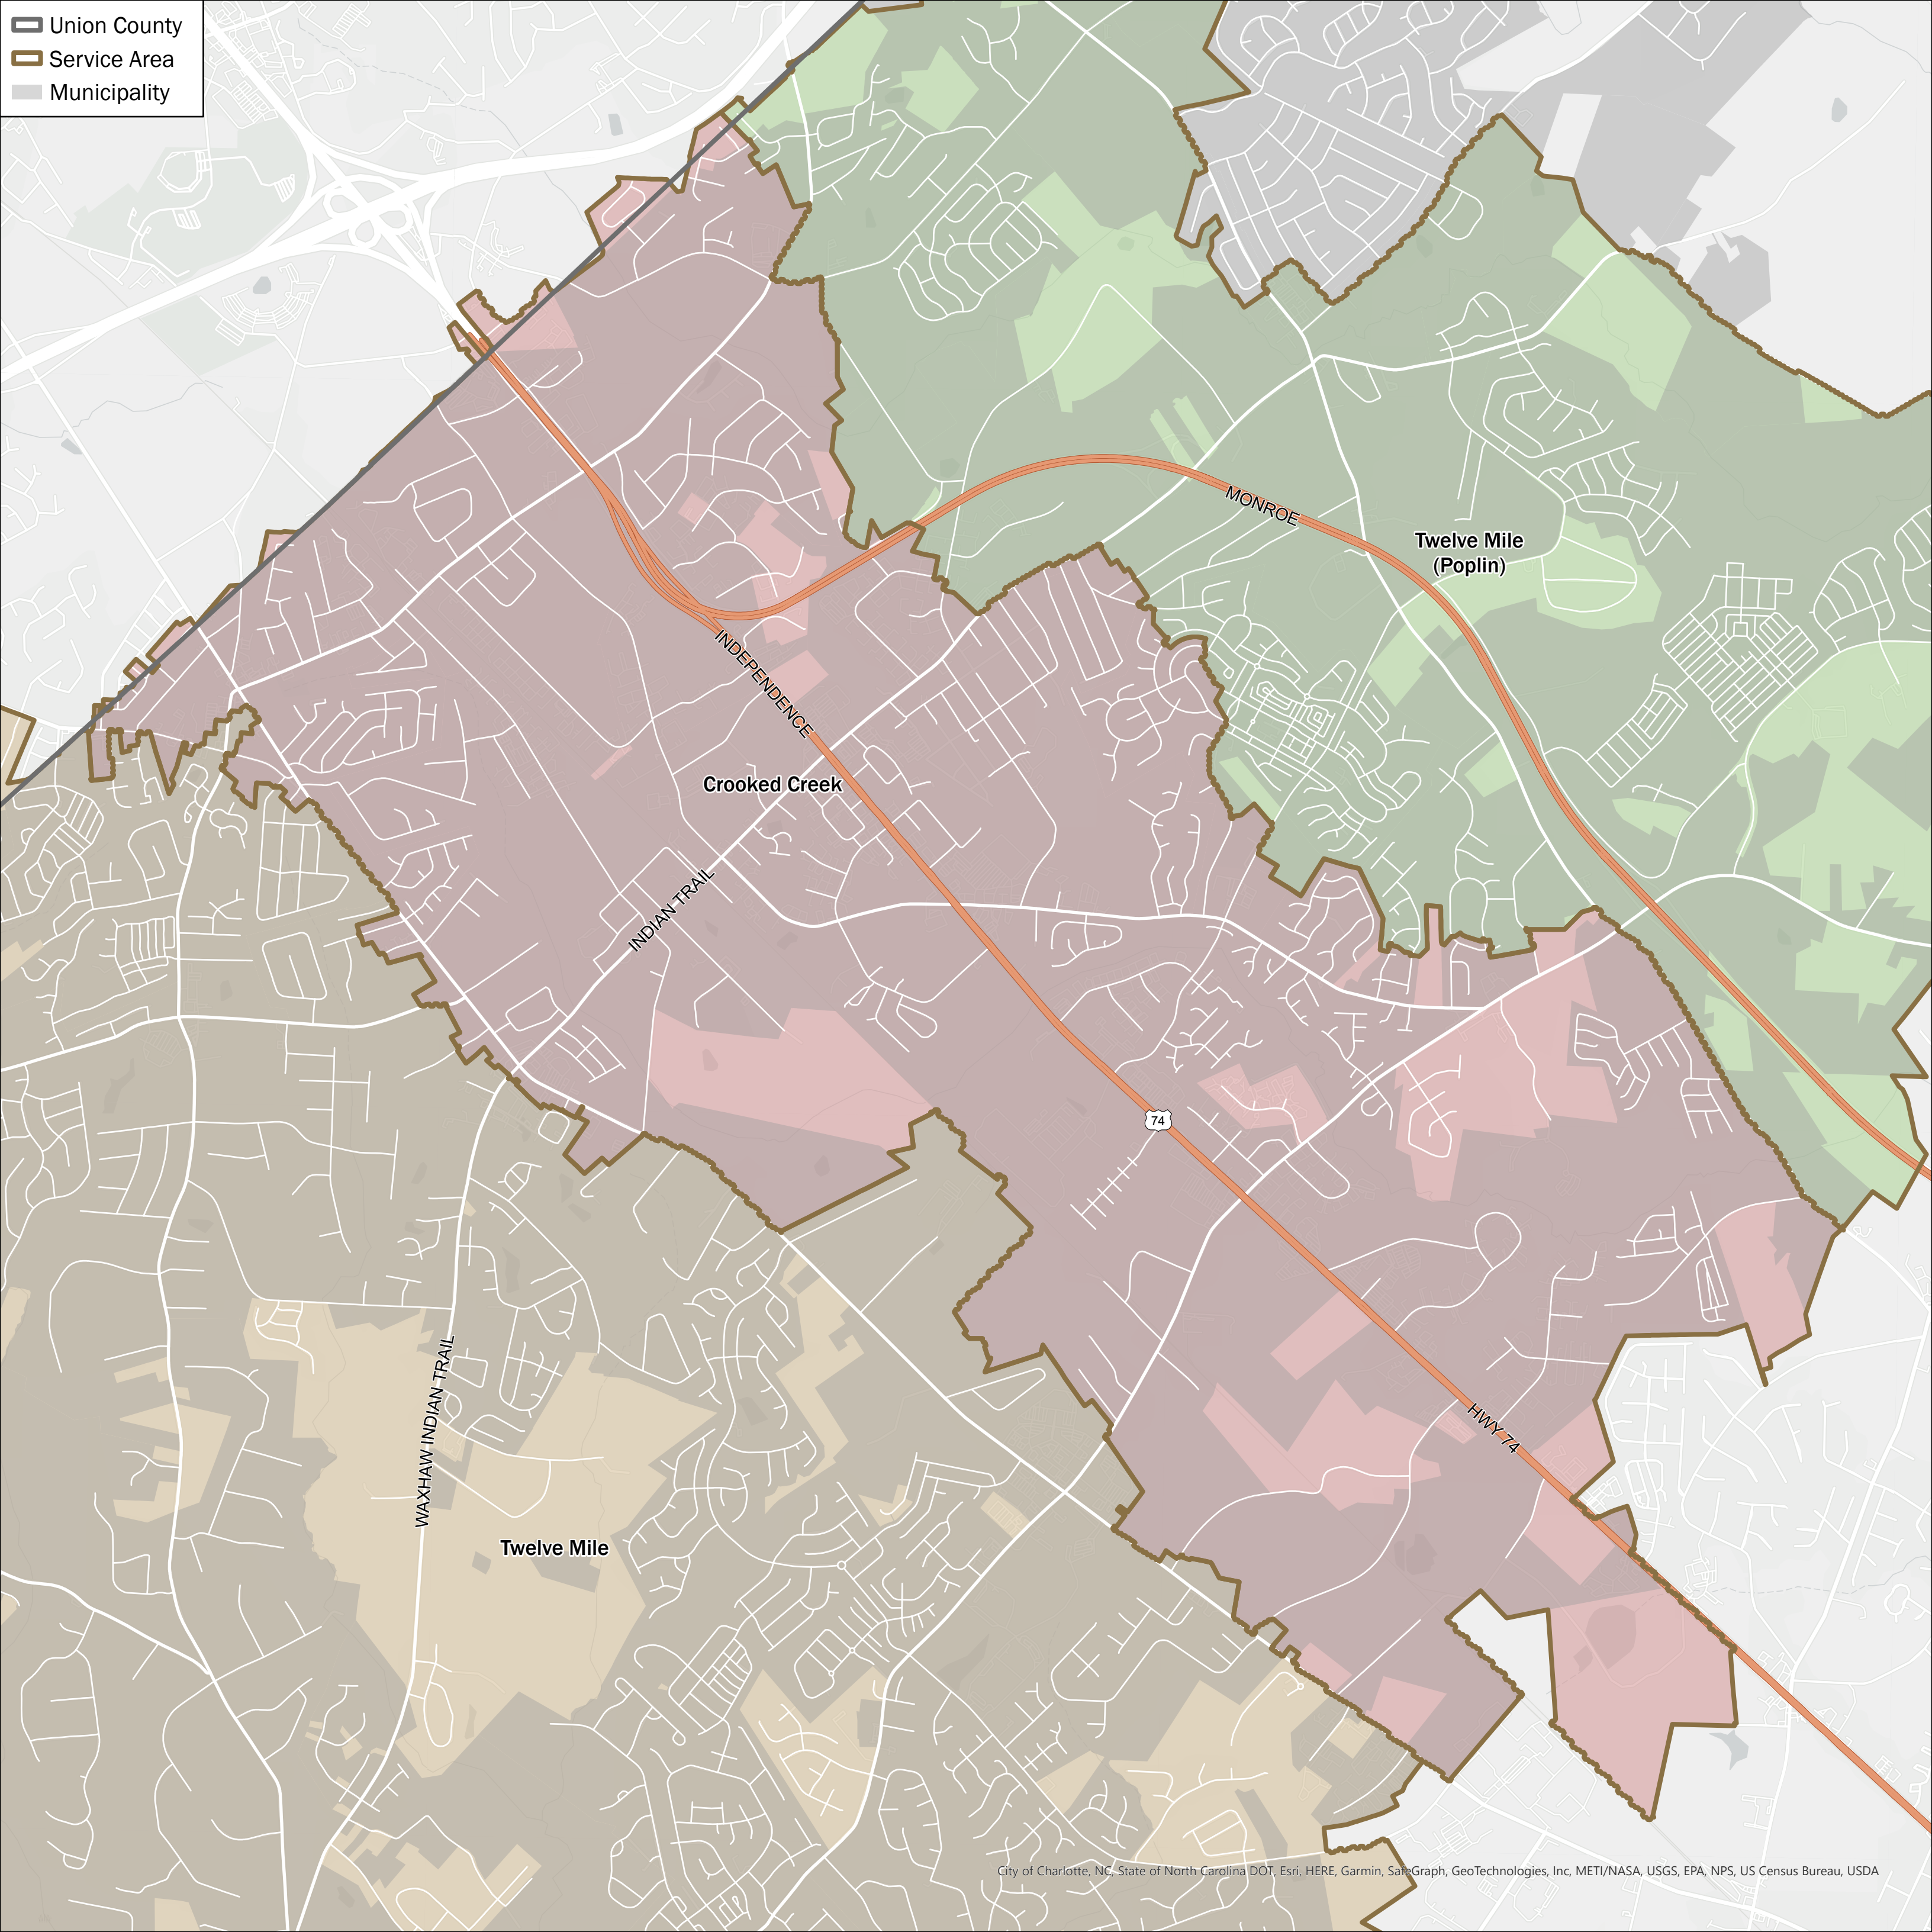 Union County
Service Area
Municipality
MONROE
Twelve Mile
(Poplin)
INDEPENDENCE
Crooked Creek
INDIAN TRAIL
74
WAXHAW INDIAN TRAIL
HWY 74
Twelve Mile
City of Charlotte, NC, State of North Carolina DOT, Esri, HERE, Garmin, SafeGraph, GeoTechnologies, Inc, METI/NASA, USGS, EPA, NPS, US Census Bureau, USDA